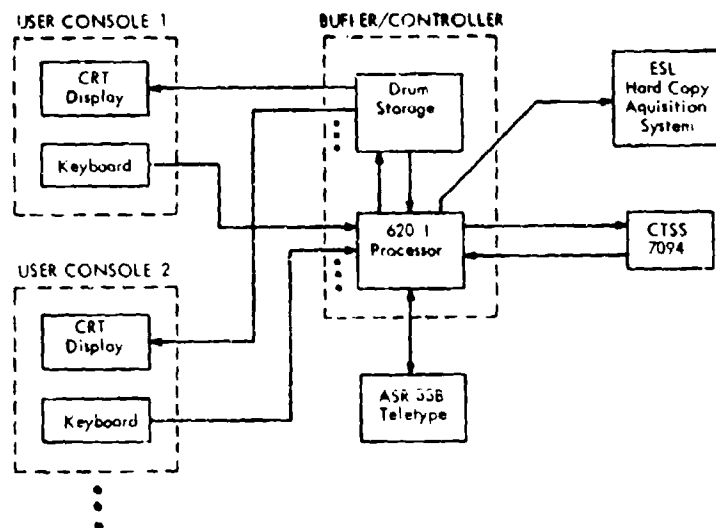 USER CONSOLE 1
CRT
Display
Keyboard
BUFFER/CONTROLLER
Drum
Storage
620 I
Processor
ESL
Hard Copy
Aquisition
System
CTSS
7094
ASR 33B
Teletype
USER CONSOLE 2
CRT
Display
Keyboard